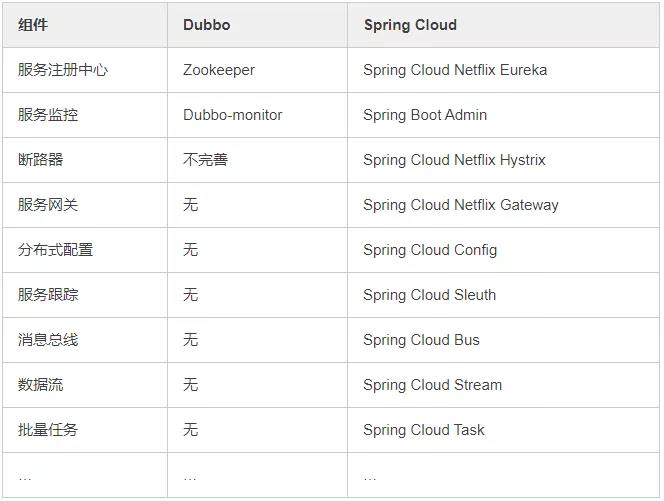 组件 Dubbo Spring Cloud
服务注册中心 Zookeeper Spring Cloud Netflix Eureka
服务监控 Dubbo-monitor Spring Boot Admin
断路器 不完善 Spring Cloud Netflix Hystrix
服务网关 无 Spring Cloud Netflix Gateway
分布式配置 无 Spring Cloud Config
服务跟踪 无 Spring Cloud Sleuth
消息总线 无 Spring Cloud Bus
数据流 无 Spring Cloud Stream
批量任务 无 Spring Cloud Task
… … …